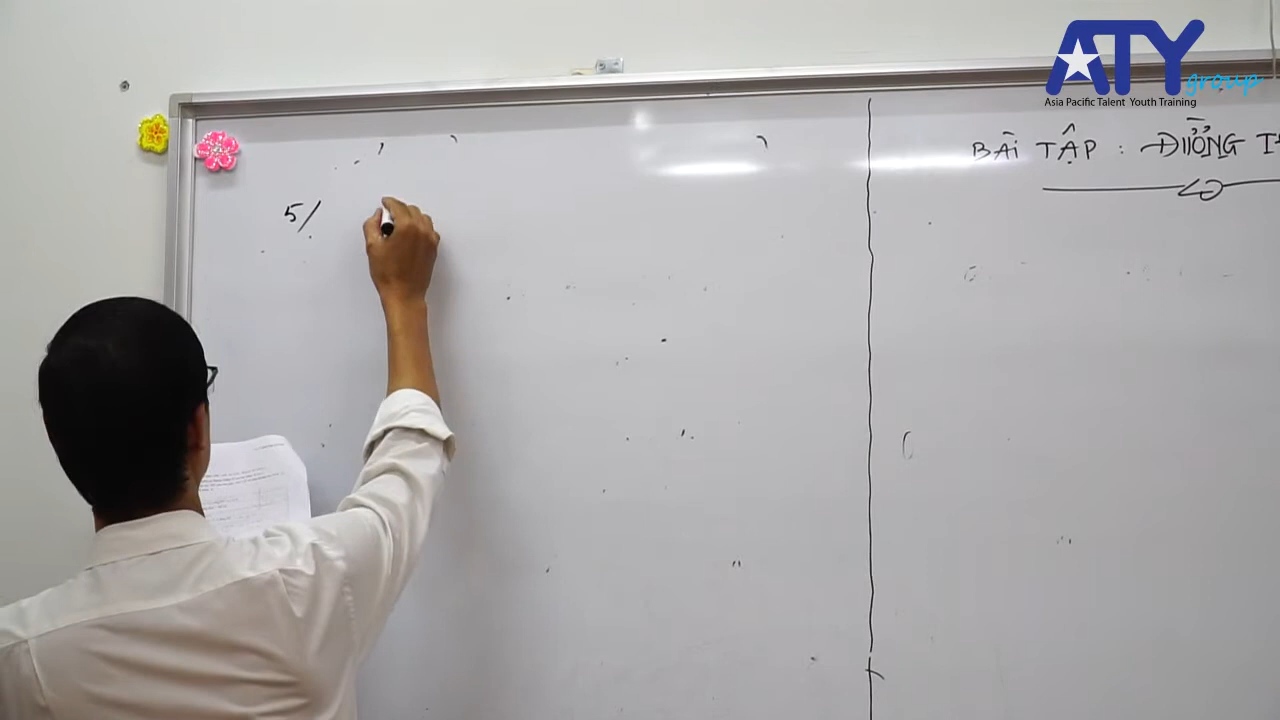 ATY
group
Asia Pacific Talent Youth Training
BÀI TẬP : ĐƯỜNG
5/